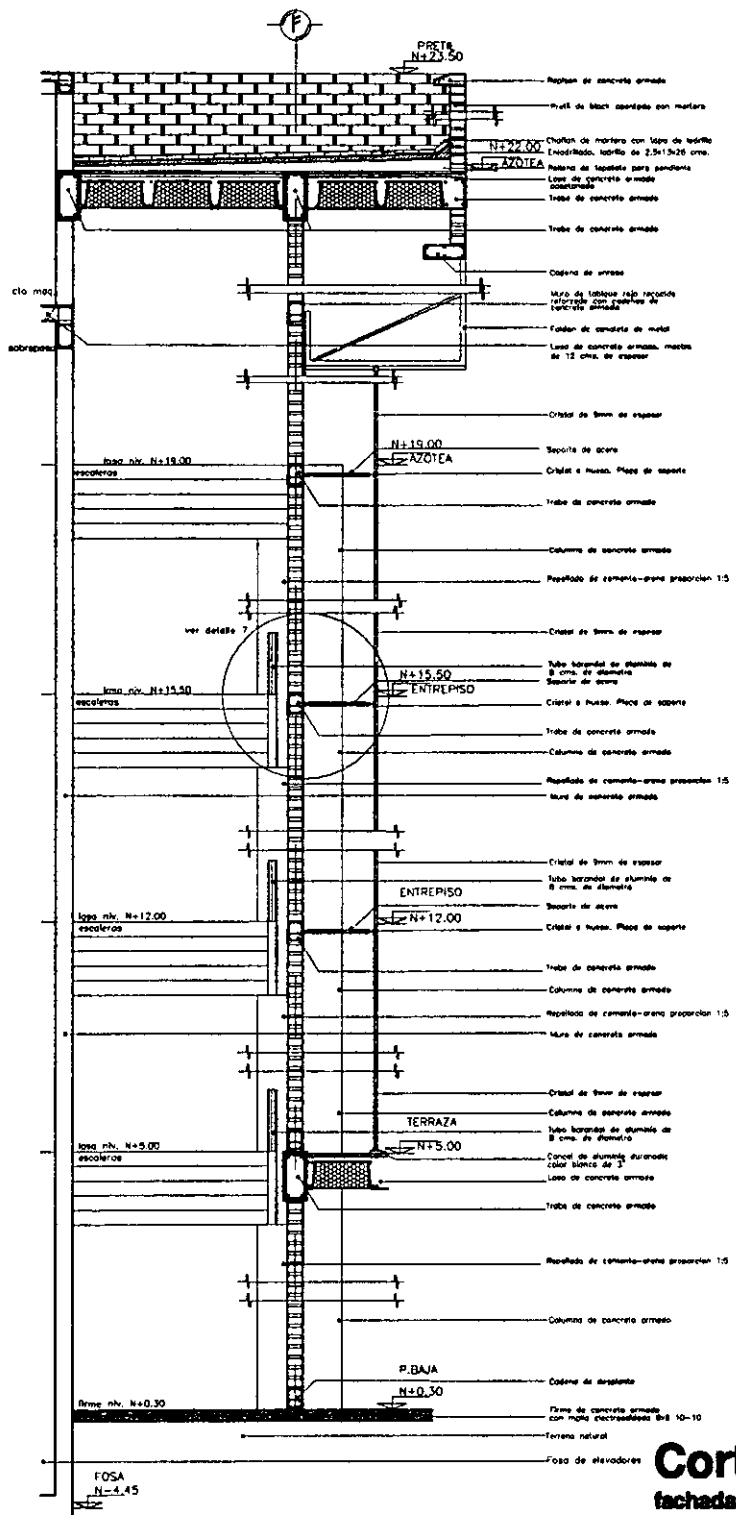 F
PRETIL
N+23.50
Repison de concreto armado
Pretil de block asentado con mortero
Chaflan de mortero con tapa de ladrillo
N+22.00
Enladrillado, ladrillo de 2.5x13x26 cms.
AZOTEA
Relleno de tepetate para pendiente
Losa de concreto armado
Trabe de concreto armado
Trabe de concreto armado
Cadena de enrase
Muro de tabique rojo recocido
reforzado con cadenas de
concreto armado
cto maq.
Faldon de canaleta de metal
sobrepaso
Losa de concreto armado, maciza
de 12 cms. de espesor
Cristal de 9mm de espesor
N+19.00
AZOTEA
Soporte de acero
losa niv. N+19.00
escaleras
Cristal a hueso. Placa de soporte
Trabe de concreto armado
Columna de concreto armado
Repellado de cemento-arena proporcion 1:5
ver detalle 7
Cristal de 9mm de espesor
Tubo barandal de aluminio de
8 cms. de diametro
N+15.50
Soporte de acero
ENTREPISO
losa niv. N+15.50
escaleras
Cristal a hueso. Placa de soporte
Trabe de concreto armado
Columna de concreto armado
Repellado de cemento-arena proporcion 1:5
Muro de concreto armado
Cristal de 9mm de espesor
Tubo barandal de aluminio de
8 cms. de diametro
ENTREPISO
Soporte de acero
losa niv. N+12.00
N+12.00
escaleras
Cristal a hueso. Placa de soporte
Trabe de concreto armado
Columna de concreto armado
Repellado de cemento-arena proporcion 1:5
Muro de concreto armado
Cristal de 9mm de espesor
Columna de concreto armado
TERRAZA
Tubo barandal de aluminio de
8 cms. de diametro
losa niv. N+5.00
N+5.00
escaleras
Cancel de aluminio duranodic
color blanco de 3"
Losa de concreto armado
Trabe de concreto armado
Repellado de cemento-arena proporcion 1:5
Columna de concreto armado
P.BAJA
Cadena de desplante
N+0.30
firme niv. N+0.30
Firme de concreto armado
con malla electrosoldada 6x6 10-10
Terreno natural
Fosa de elevadores
FOSA
N-4.45
Cort
fachada